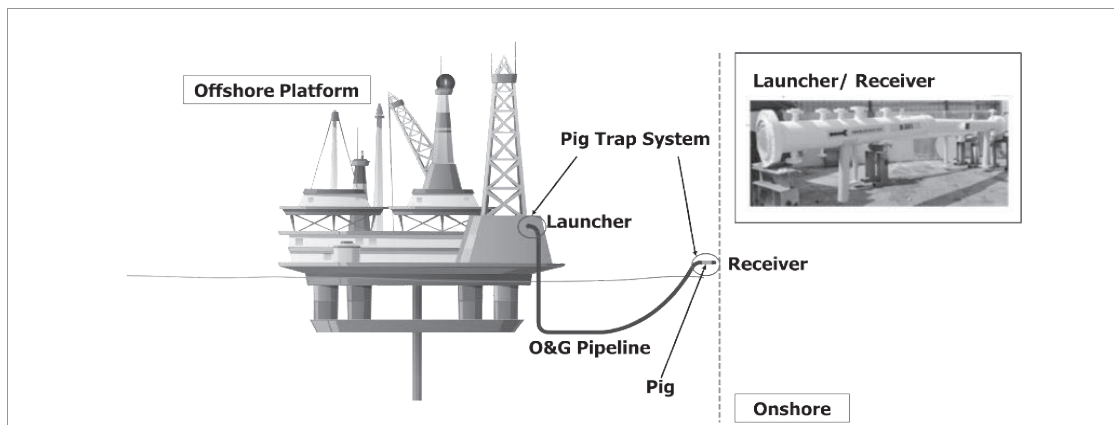 Offshore Platform
Launcher/ Receiver
Pig Trap System
Launcher
Receiver
O&G Pipeline
Pig
Onshore